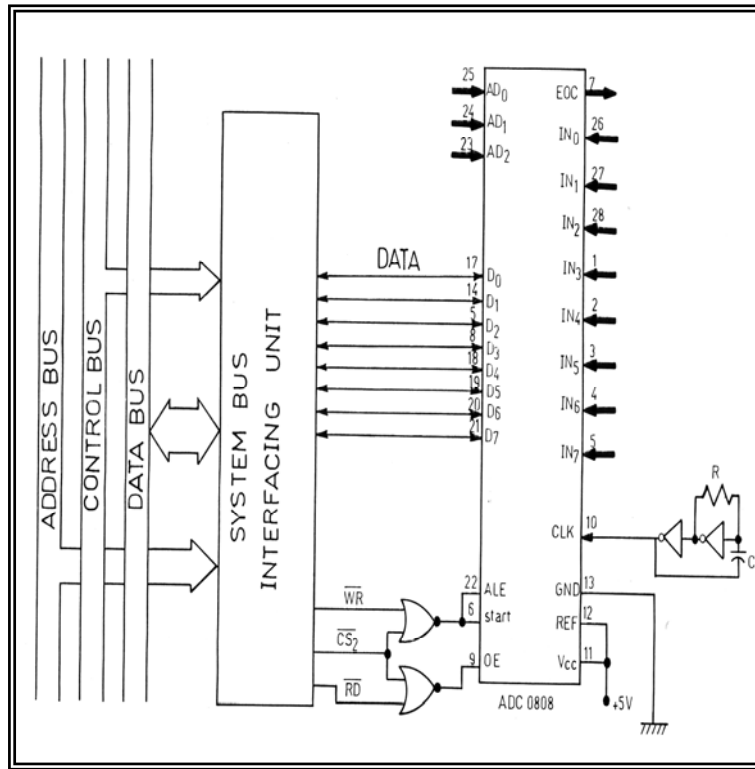 ADDRESS BUS
CONTROL BUS
DATA BUS
SYSTEM BUS
INTERFACING UNIT
DATA
25 AD0
24 AD1
23 AD2
17 D0
14 D1
5 D2
8 D3
18 D4
19 D5
20 D6
21 D7
WR
CS2
RD
22 ALE
6 start
9 OE
EOC 7
IN0 26
IN1 27
IN2 28
IN3 1
IN4 2
IN5 3
IN6 4
IN7 5
CLK 10
R
C
GND 13
REF 12
Vcc 11
+5V
ADC 0808